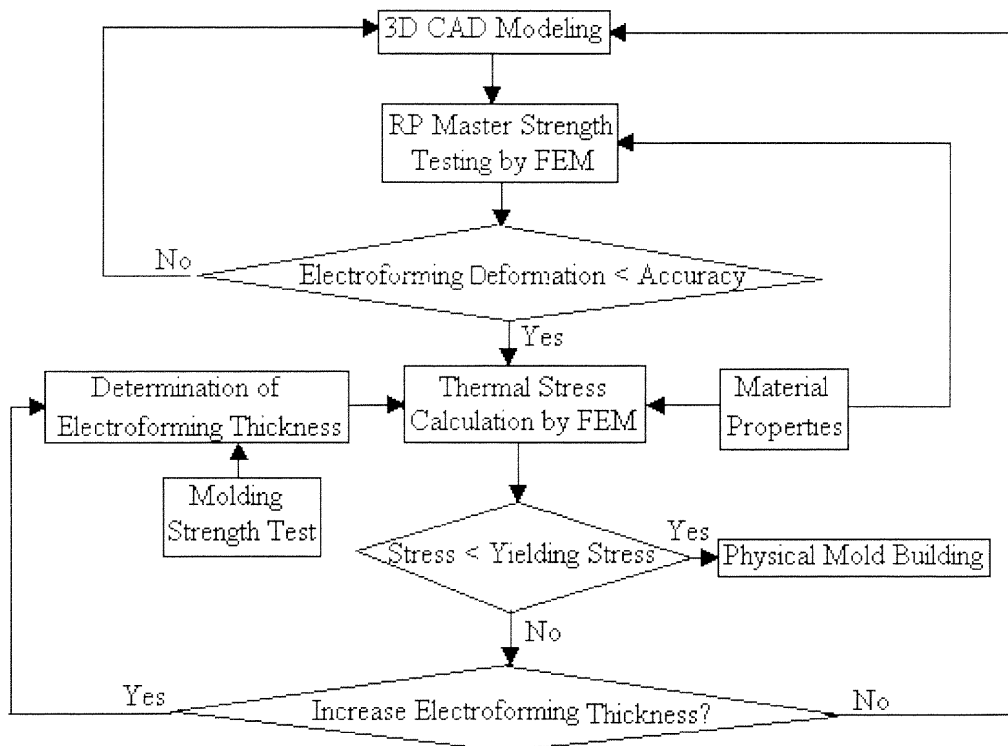 3D CAD Modeling
RP Master Strength
Testing by FEM
No
Electroforming Deformation < Accuracy
Yes
Determination of
Electroforming Thickness
Thermal Stress
Calculation by FEM
Material
Properties
Molding
Strength Test
Stress < Yielding Stress
Yes
Physical Mold Building
No
Yes
Increase Electroforming Thickness?
No